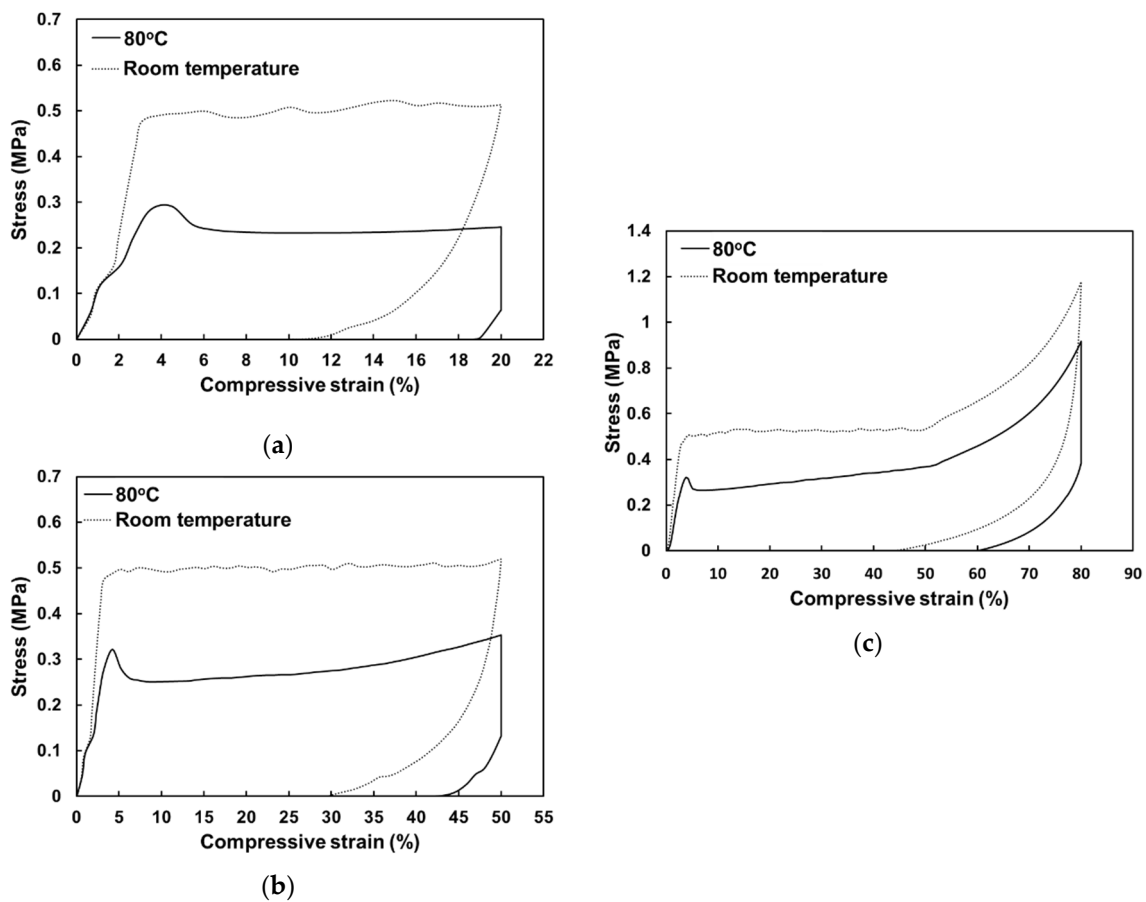 0.7
0.6
0.5
0.4
0.3
0.2
0.1
0
Stress (MPa)
80°C
Room temperature
0 2 4 6 8 10 12 14 16 18 20 22
Compressive strain (%)
(a)
0.7
0.6
0.5
0.4
0.3
0.2
0.1
0
Stress (MPa)
80°C
Room temperature
0 5 10 15 20 25 30 35 40 45 50 55
Compressive strain (%)
(b)
1.4
1.2
1
0.8
0.6
0.4
0.2
0
Stress (MPa)
80°C
Room temperature
0 10 20 30 40 50 60 70 80 90
Compressive strain (%)
(c)